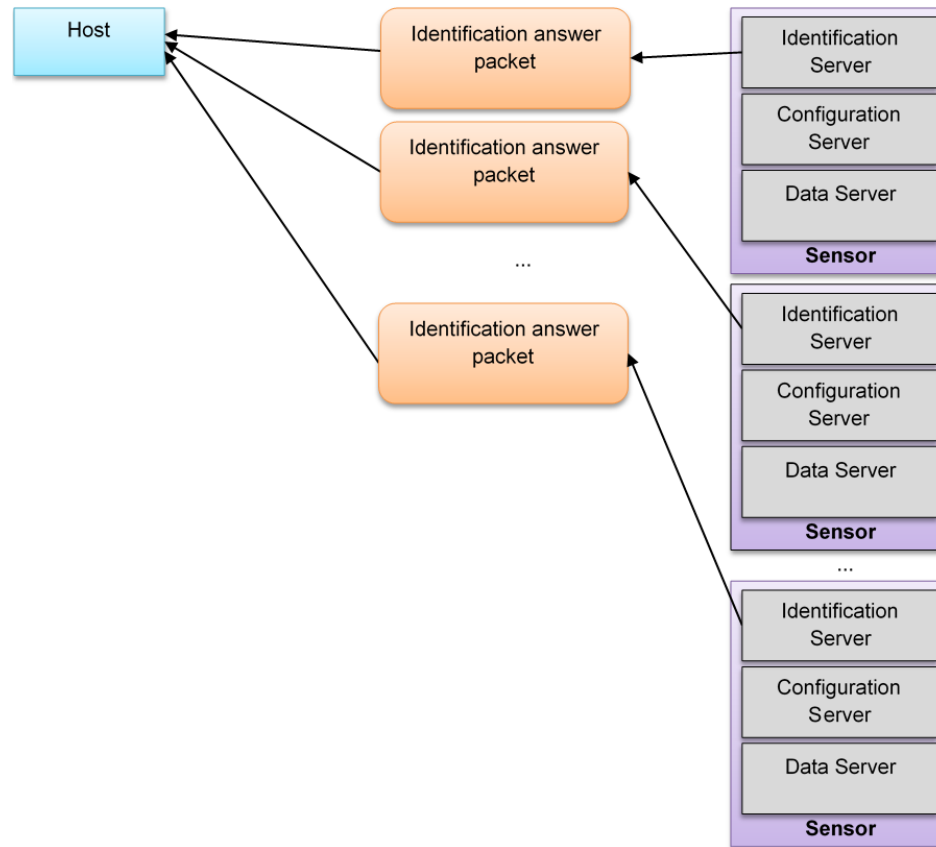 Host
Identification answer
packet
Identification answer
packet
...
Identification answer
packet
Identification
Server
Configuration
Server
Data Server
Sensor
Identification
Server
Configuration
Server
Data Server
Sensor
...
Identification
Server
Configuration
Server
Data Server
Sensor